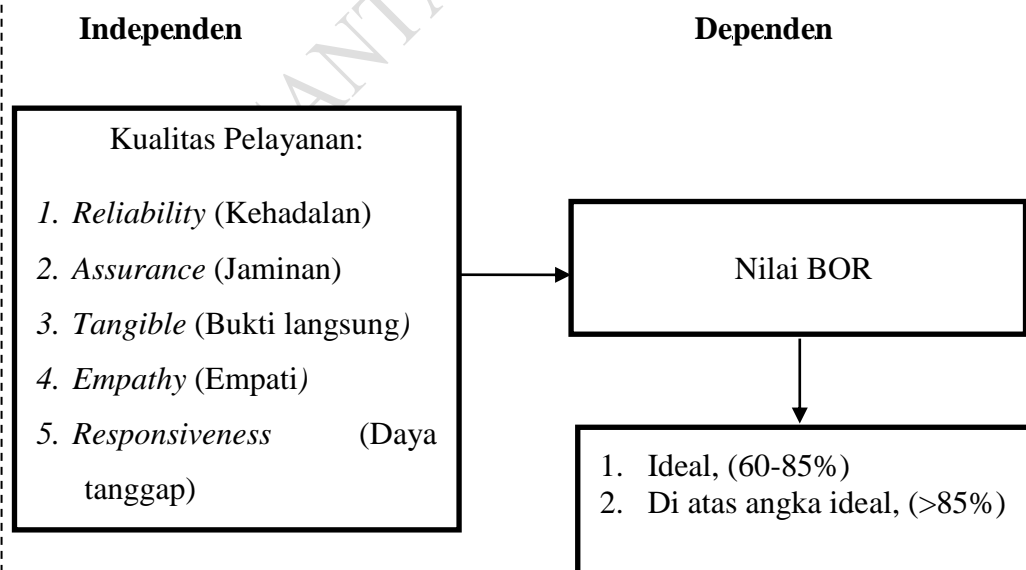 Independen
Dependen
ANTA
Kualitas Pelayanan:
1. Reliability (Kehadalan)
2. Assurance (Jaminan)
3. Tangible (Bukti langsung)
4. Empathy (Empati)
5. Responsiveness (Daya
tanggap)
Nilai BOR
1. Ideal, (60-85%)
2. Di atas angka ideal, (>85%)